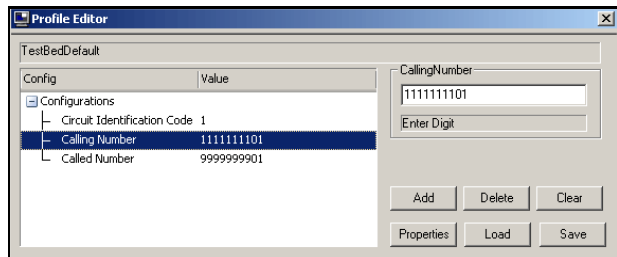 Profile Editor
TestBedDefault
Config Value
Configurations
Circuit Identification Code 1
Calling Number 1111111101
Called Number 9999999901
CallingNumber
1111111101
Enter Digit
Add Delete Clear
Properties Load Save